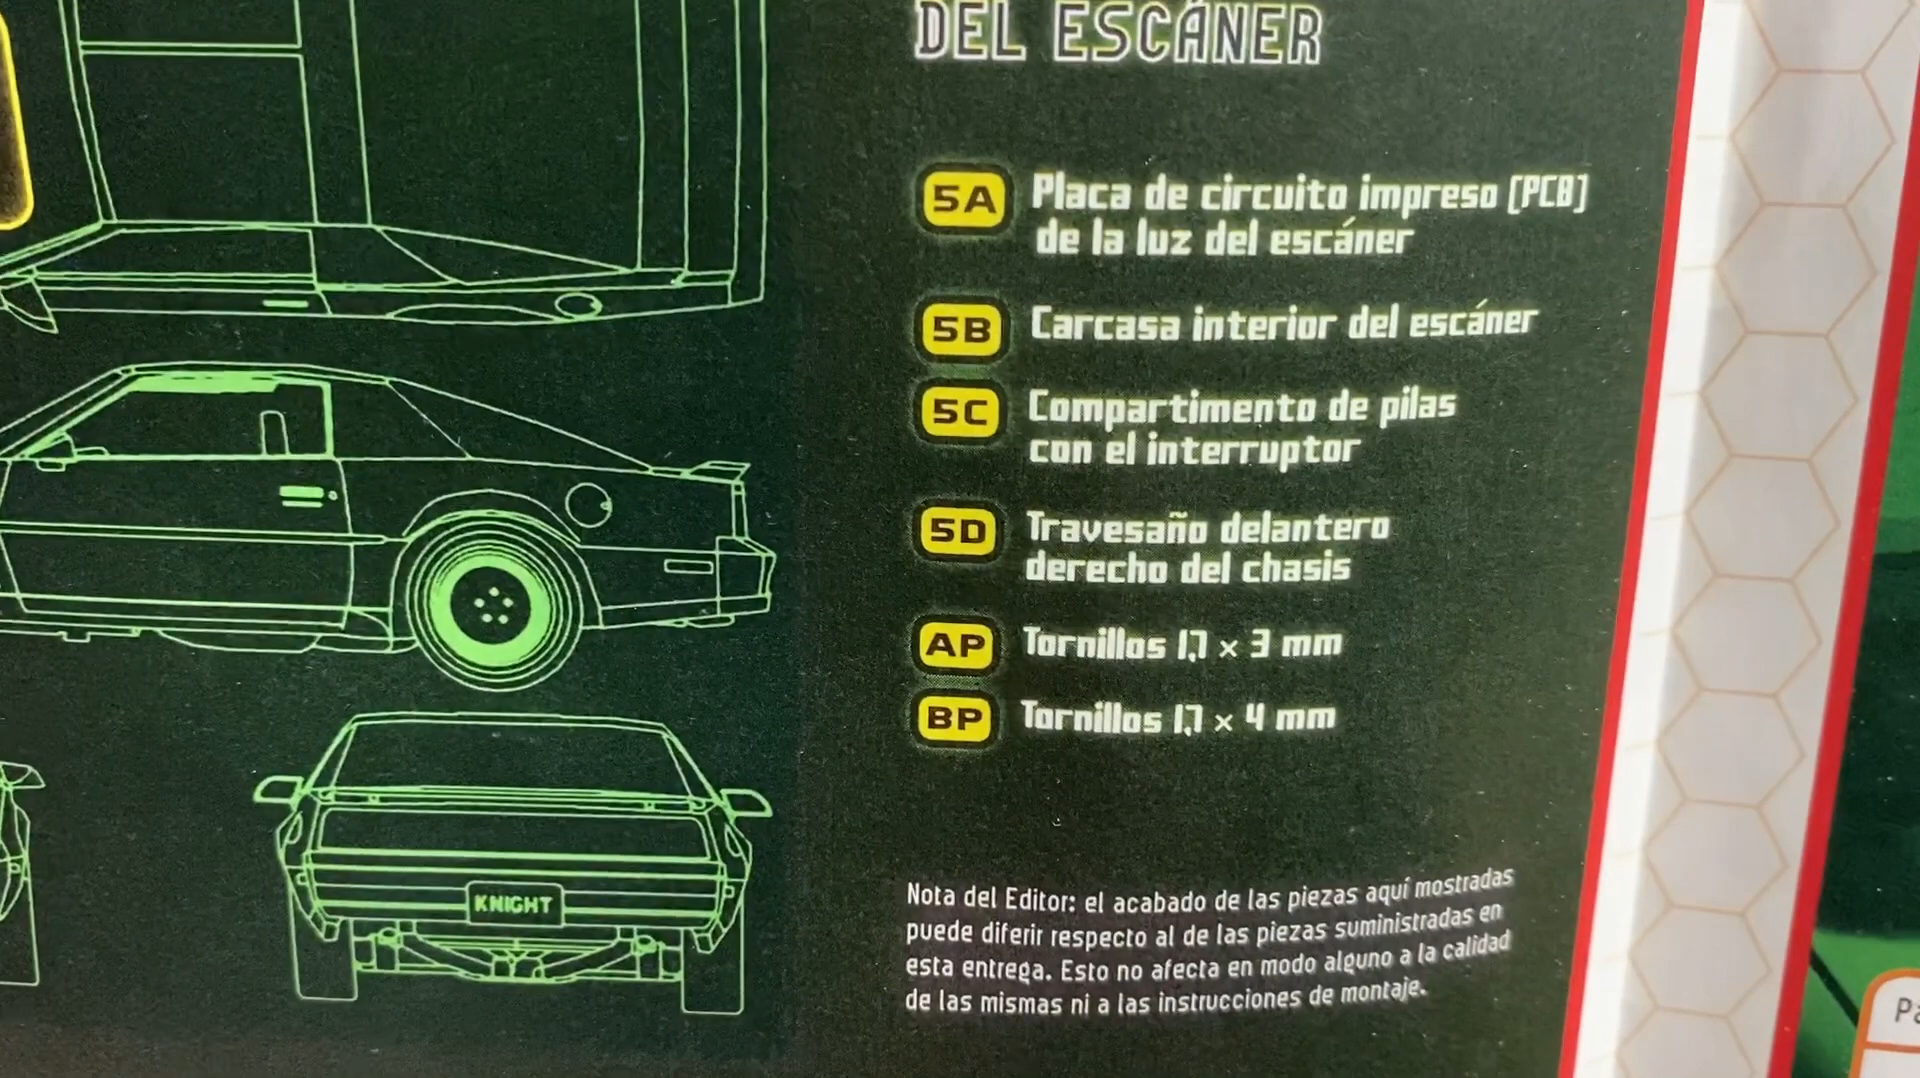 DEL ESCÁNER
5A Placa de circuito impreso [PCB]
de la luz del escáner
5B Carcasa interior del escáner
5C Compartimento de pilas
con el interruptor
5D Travesaño delantero
derecho del chasis
AP Tornillos 1,7 × 3 mm
BP Tornillos 1,7 × 4 mm
KNIGHT
Nota del Editor: el acabado de las piezas aquí mostradas
puede diferir respecto al de las piezas suministradas en
esta entrega. Esto no afecta en modo alguno a la calidad
de las mismas ni a las instrucciones de montaje.